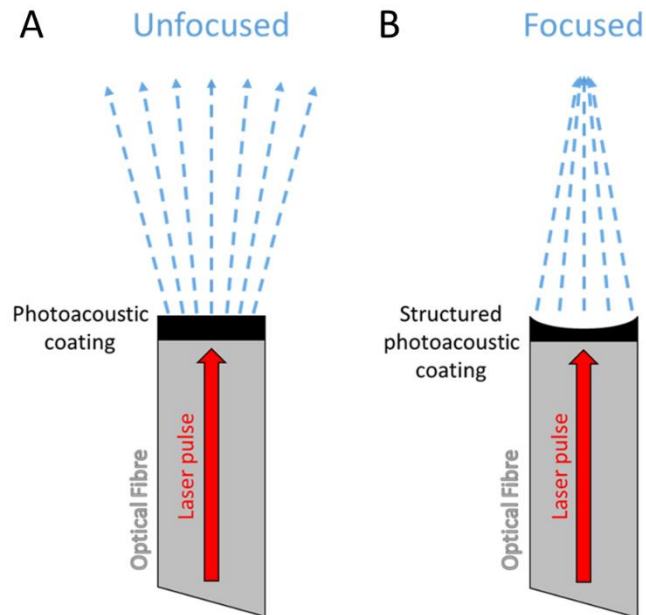 A
Unfocused
B
Focused
Photoacoustic
coating
Structured
photoacoustic
coating
Optical Fibre
Laser pulse
Optical Fibre
Laser pulse